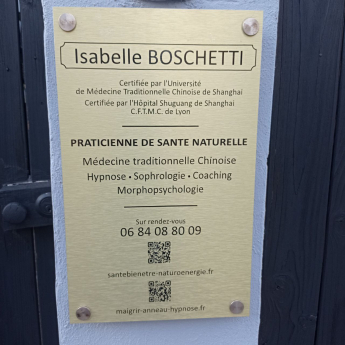 Isabelle BOSCHETTI
Certifiée par l'Université
de Médecine Traditionnelle Chinoise de Shanghai
Certifiée par l'Hôpital Shuguang de Shanghai
C.F.T.M.C. de Lyon
PRATICIENNE DE SANTE NATURELLE
Médecine traditionnelle Chinoise
Hypnose • Sophrologie • Coaching
Morphopsychologie
Sur rendez-vous
06 84 08 80 09
santebienetre-naturoenergie.fr
maigrir-anneau-hypnose.fr